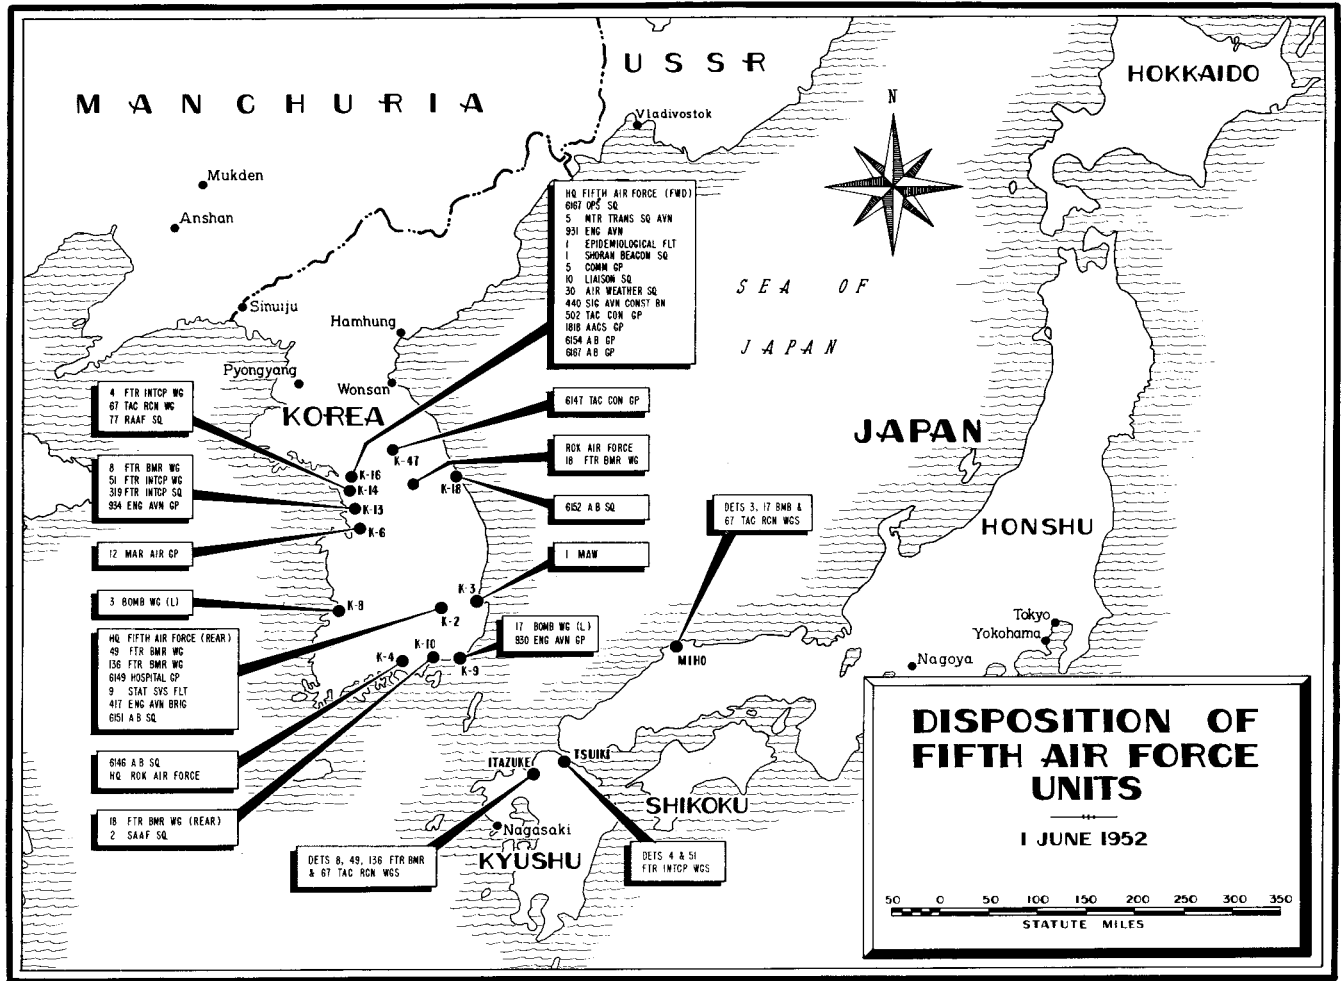 USSR
MANCHURIA
HOKKAIDO
N
Vladivostok
Mukden
Anshan
HQ FIFTH AIR FORCE (FWD)
6167 OPS SQ
5 MTR TRANS SQ AVN
931 ENG AVN
1 EPIDEMIOLOGICAL FLT
1 SHORAN BEACON SQ
5 COMM GP
10 LIAISON SQ
30 AIR WEATHER SQ
440 SIG AVN CONST BN
502 TAC CON GP
1818 AACS GP
6154 AB GP
6167 AB GP
SEA OF
JAPAN
Sinuiju
Hamhung
Pyongyang
Wonsan
KOREA
4 FTR INTCP WG
67 TAC RCN WG
77 RAAF SQ
6147 TAC CON GP
ROK AIR FORCE
18 FTR BMR WG
JAPAN
K-47
K-16
K-14
K-18
K-13
K-6
8 FTR BMR WG
51 FTR INTCP WG
319 FTR INTCP SQ
934 ENG AVN GP
6152 AB SQ
DETS 3, 17 BMB &
67 TAC RCN WGS
HONSHU
12 MAR AIR GP
1 MAW
3 BOMB WG (L)
K-8
K-3
K-2
K-10
K-4
K-9
17 BOMB WG (L)
930 ENG AVN GP
HQ FIFTH AIR FORCE (REAR)
49 FTR BMR WG
136 FTR BMR WG
6149 HOSPITAL GP
9 STAT SVS FLT
417 ENG AVN BRIG
6151 AB SQ
MIHO
Tokyo
Yokohama
Nagoya
6146 AB SQ
HQ ROK AIR FORCE
18 FTR BMR WG (REAR)
2 SAAF SQ
ITAZUKE
TSUIKI
SHIKOKU
Nagasaki
KYUSHU
DETS 8, 49, 136 FTR BMR
& 67 TAC RCN WGS
DETS 4 & 51
FTR INTCP WGS
DISPOSITION OF
FIFTH AIR FORCE
UNITS
1 JUNE 1952
50 0 50 100 150 200 250 300 350
STATUTE MILES